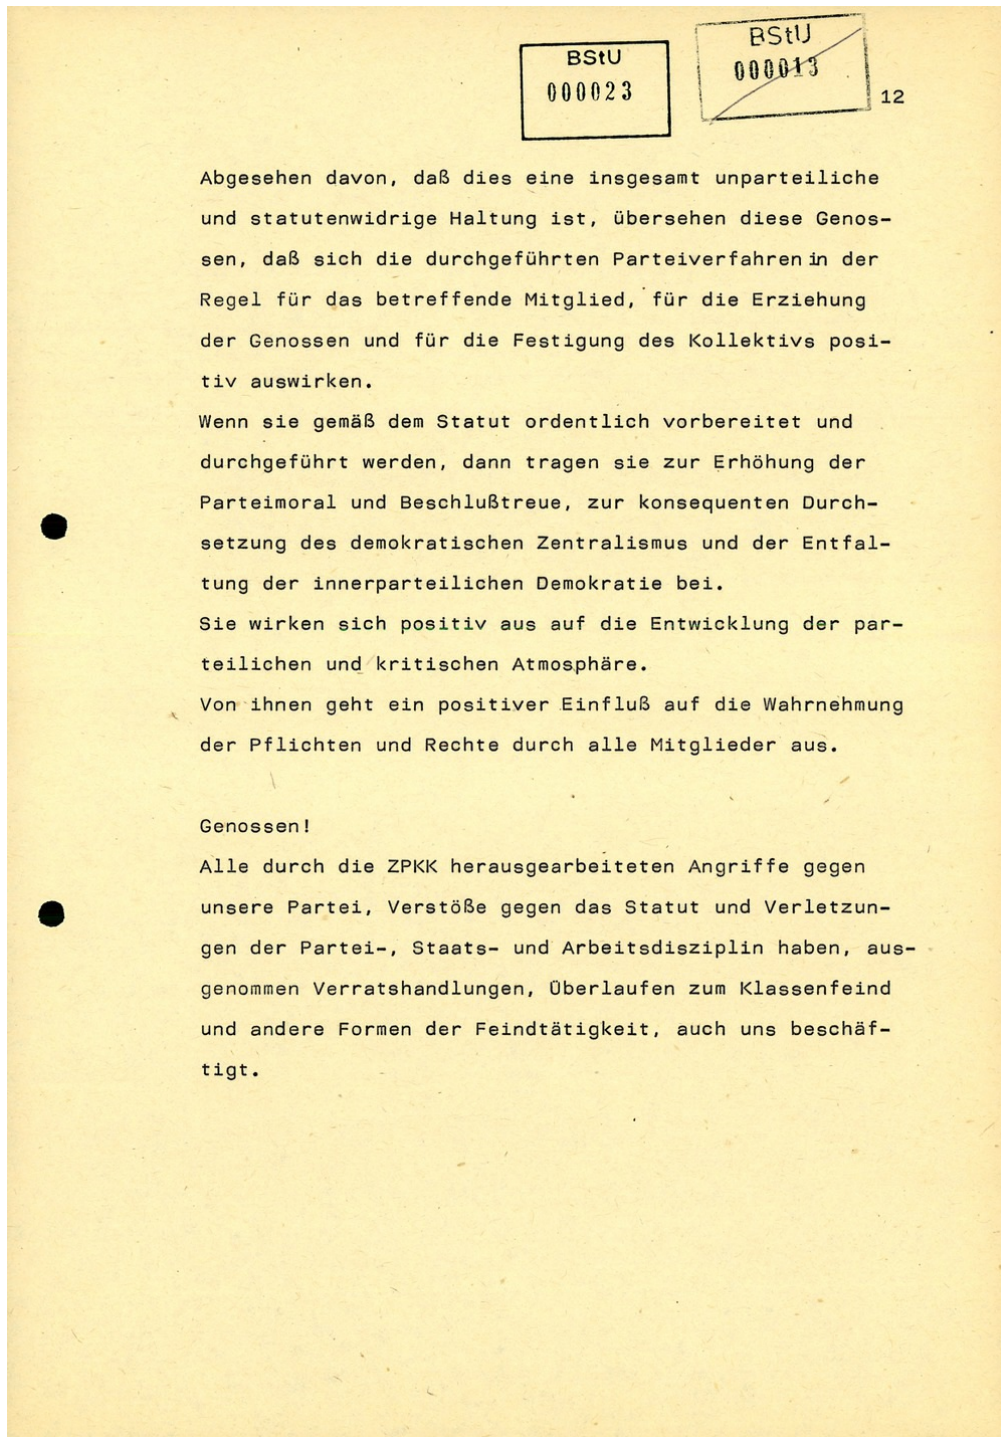 BStU
000023
BStU
000013
12
Abgesehen davon, daß dies eine insgesamt unparteiliche
und statutenwidrige Haltung ist, übersehen diese Genos-
sen, daß sich die durchgeführten Parteiverfahren in der
Regel für das betreffende Mitglied, für die Erziehung
der Genossen und für die Festigung des Kollektivs posi-
tiv auswirken.
Wenn sie gemäß dem Statut ordentlich vorbereitet und
durchgeführt werden, dann tragen sie zur Erhöhung der
Parteimoral und Beschlußtreue, zur konsequenten Durch-
setzung des demokratischen Zentralismus und der Entfal-
tung der innerparteilichen Demokratie bei.
Sie wirken sich positiv aus auf die Entwicklung der par-
teilichen und kritischen Atmosphäre.
Von ihnen geht ein positiver Einfluß auf die Wahrnehmung
der Pflichten und Rechte durch alle Mitglieder aus.
Genossen!
Alle durch die ZPKK herausgearbeiteten Angriffe gegen
unsere Partei, Verstöße gegen das Statut und Verletzun-
gen der Partei-, Staats- und Arbeitsdisziplin haben, aus-
genommen Verratshandlungen, Überlaufen zum Klassenfeind
und andere Formen der Feindtätigkeit, auch uns beschäf-
tigt.